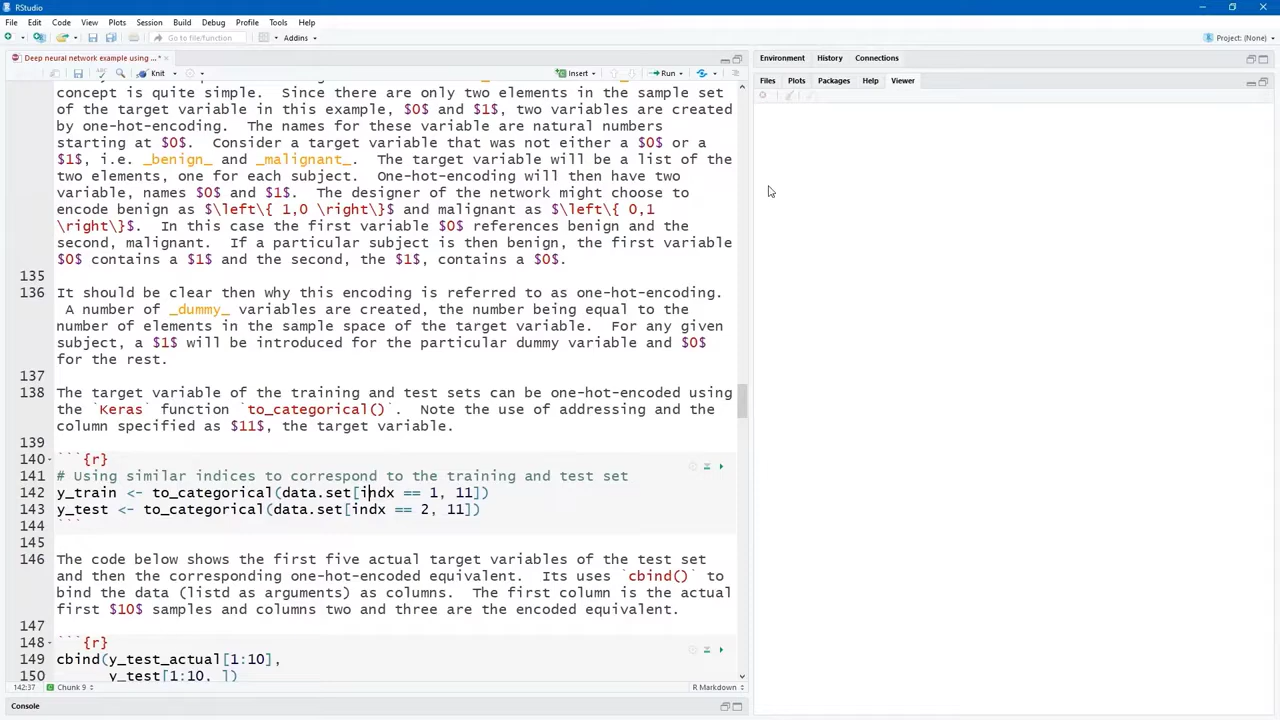 RStudio
File Edit Code View Plots Session Build Debug Profile Tools Help
Go to file/function Addins Project: (None)
Deep neural network example using ...* Environment History Connections
Knit Insert Run Files Plots Packages Help Viewer
concept is quite simple. Since there are only two elements in the sample set
of the target variable in this example, $0$ and $1$, two variables are created
by one-hot-encoding. The names for these variable are natural numbers
starting at $0$. Consider a target variable that was not either a $0$ or a
$1$, i.e. _benign_ and _malignant_. The target variable will be a list of the
two elements, one for each subject. One-hot-encoding will then have two
variable, names $0$ and $1$. The designer of the network might choose to
encode benign as $\left\{ 1,0 \right\}$ and malignant as $\left\{ 0,1
\right\}$. In this case the first variable $0$ references benign and the
second, malignant. If a particular subject is then benign, the first variable
$0$ contains a $1$ and the second, the $1$, contains a $0$.
135
136 It should be clear then why this encoding is referred to as one-hot-encoding.
A number of _dummy_ variables are created, the number being equal to the
number of elements in the sample space of the target variable. For any given
subject, a $1$ will be introduced for the particular dummy variable and $0$
for the rest.
137
138 The target variable of the training and test sets can be one-hot-encoded using
the `Keras` function `to_categorical()`. Note the use of addressing and the
column specified as $11$, the target variable.
139
140 ```{r}
141 # Using similar indices to correspond to the training and test set
142 y_train <- to_categorical(data.set[indx == 1, 11])
143 y_test <- to_categorical(data.set[indx == 2, 11])
144 ```
145
146 The code below shows the first five actual target variables of the test set
and then the corresponding one-hot-encoded equivalent. Its uses `cbind()` to
bind the data (listd as arguments) as columns. The first column is the actual
first $10$ samples and columns two and three are the encoded equivalent.
147
148 ```{r}
149 cbind(y_test_actual[1:10],
150 y_test[1:10, ])
142:37 Chunk 9 R Markdown
Console